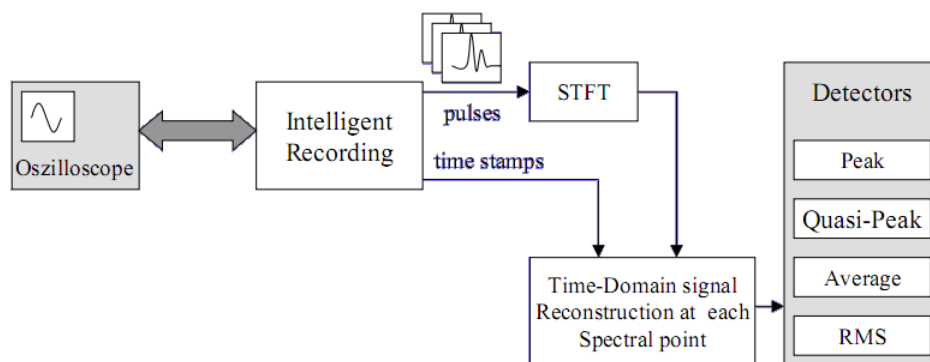 Oszilloscope
Intelligent
Recording
pulses
time stamps
STFT
Time-Domain signal
Reconstruction at each
Spectral point
Detectors
Peak
Quasi-Peak
Average
RMS